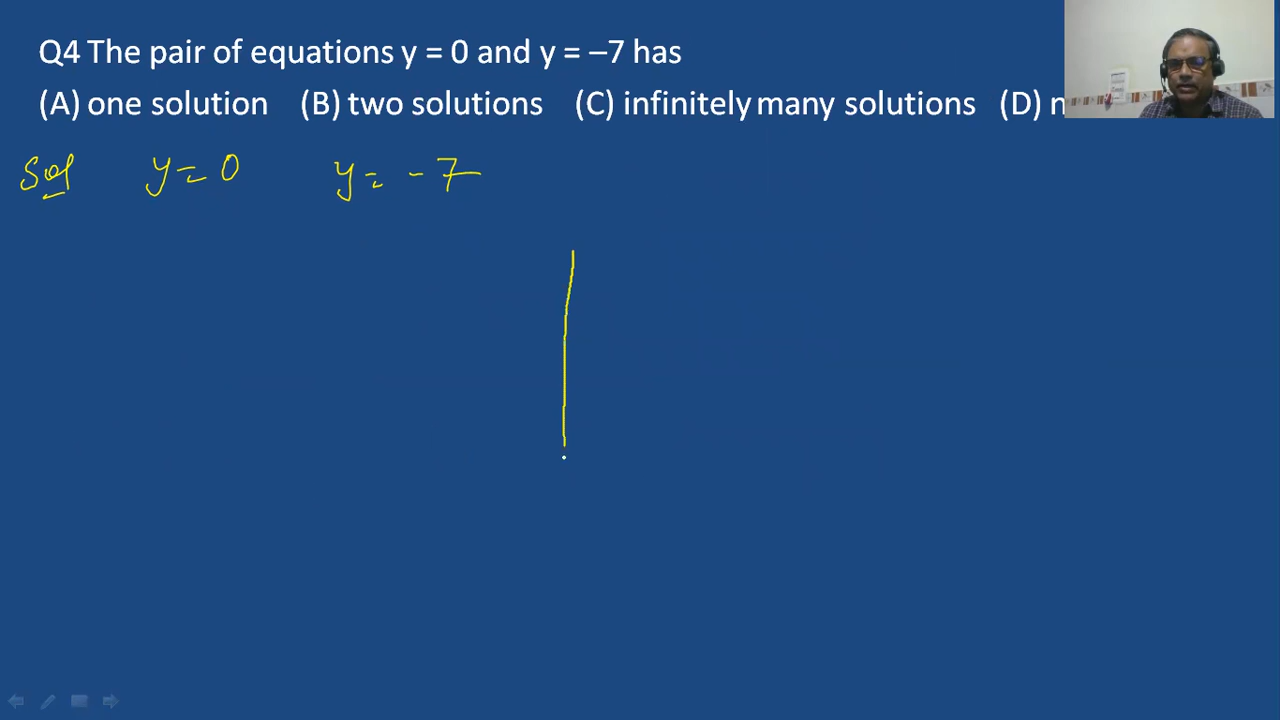 Q4 The pair of equations y = 0 and y = –7 has
(A) one solution (B) two solutions (C) infinitely many solutions (D)
Sol y = 0 y = - 7